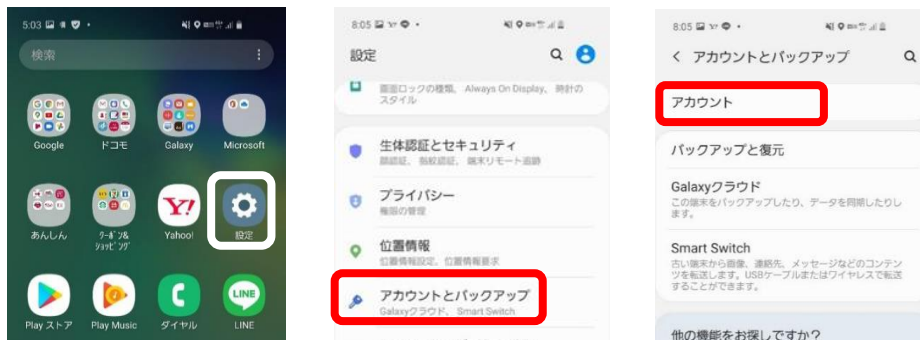 5:03
検索
Google
ドコモ
Galaxy
Microsoft
あんしん
クーポン&
ショッピング
Yahoo!
設定
Play ストア
Play Music
ダイヤル
LINE
LINE
8:05
設定
画面ロックの種類、 Always On Display、 時計の
スタイル
生体認証とセキュリティ
顔認証、 指紋認証、 端末リモート追跡
プライバシー
権限の管理
位置情報
位置情報設定、位置情報要求
アカウントとバックアップ
Galaxyクラウド、 Smart Switch
8:05
アカウントとバックアップ
アカウント
バックアップと復元
Galaxyクラウド
この端末をバックアップしたり、データを同期したりし
ます。
Smart Switch
古い端末から画像、連絡先、メッセージなどのコンテン
ツを転送します。USBケーブルまたはワイヤレスで転送
することができます。
他の機能をお探しですか?